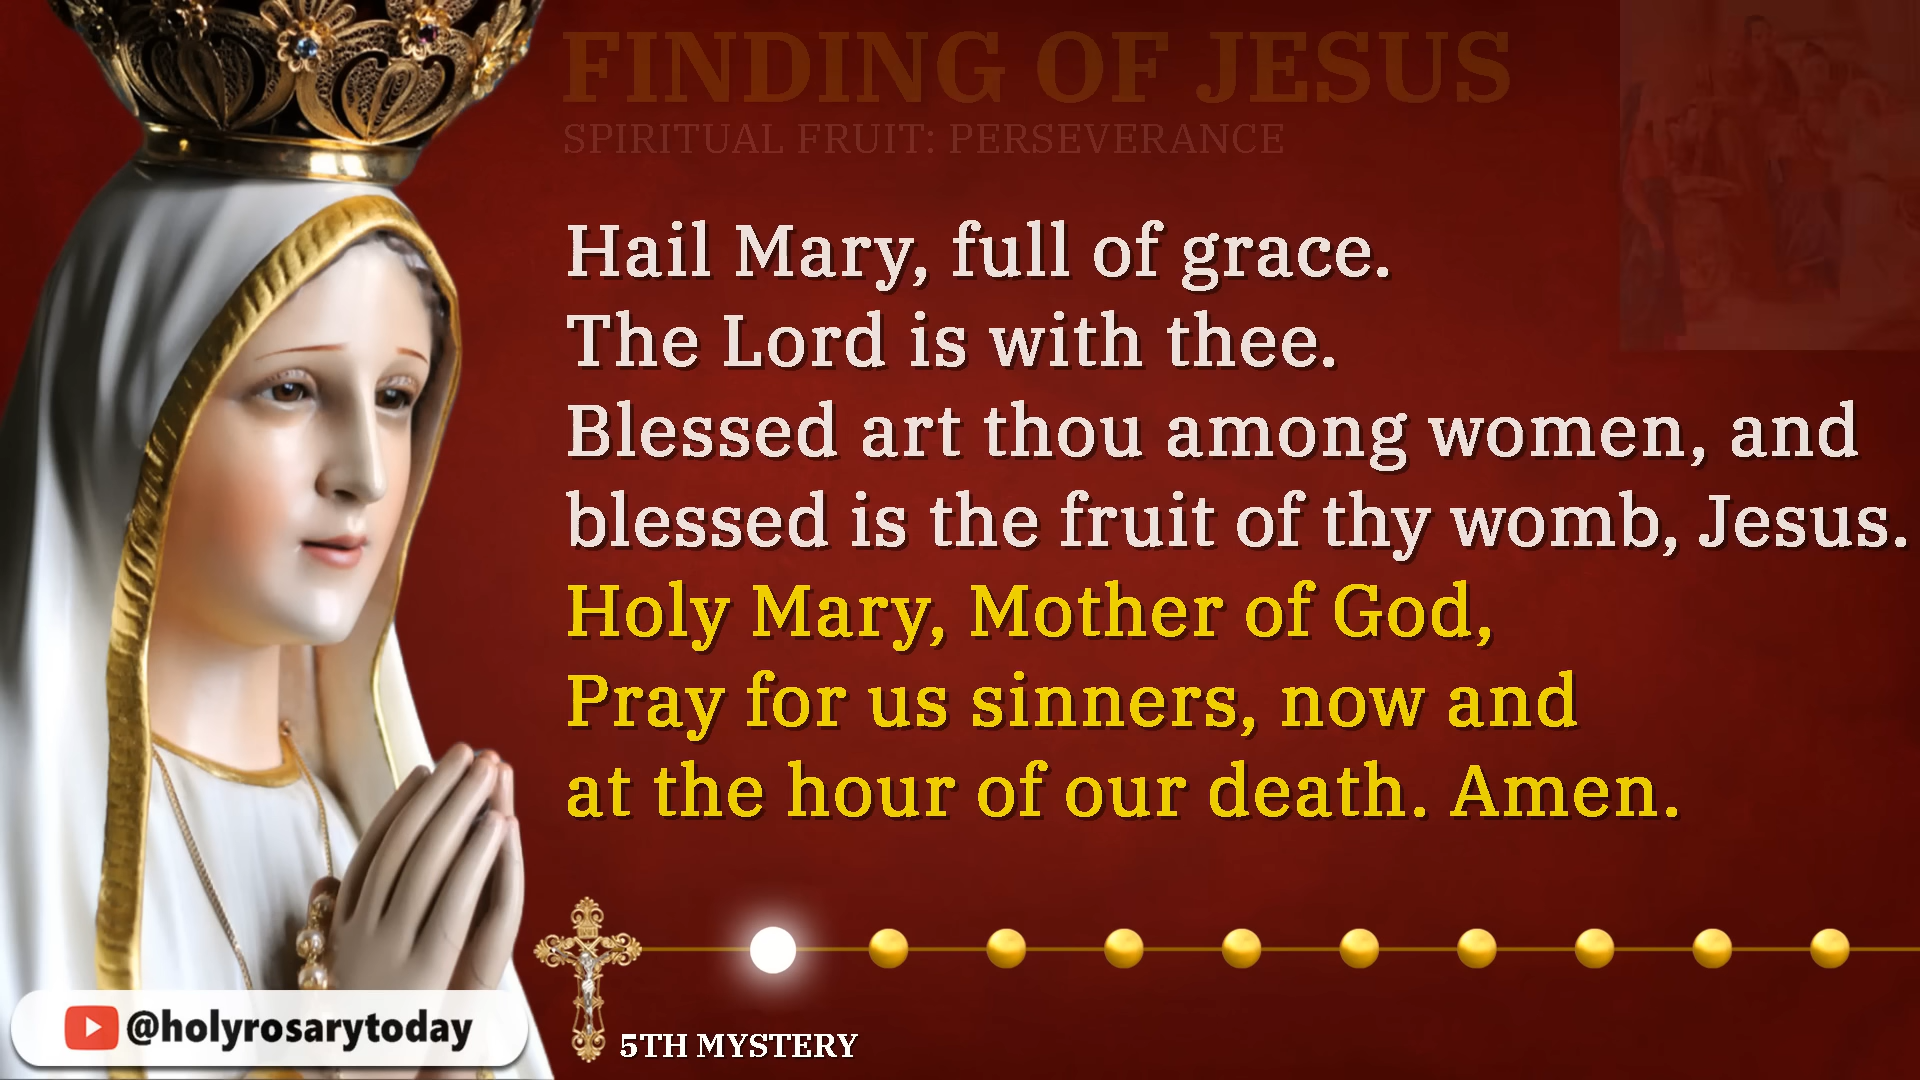 FINDING OF JESUS
SPIRITUAL FRUIT: PERSEVERANCE
Hail Mary, full of grace.
The Lord is with thee.
Blessed art thou among women, and
blessed is the fruit of thy womb, Jesus.
Holy Mary, Mother of God,
Pray for us sinners, now and
at the hour of our death. Amen.
5TH MYSTERY
@holyrosarytoday